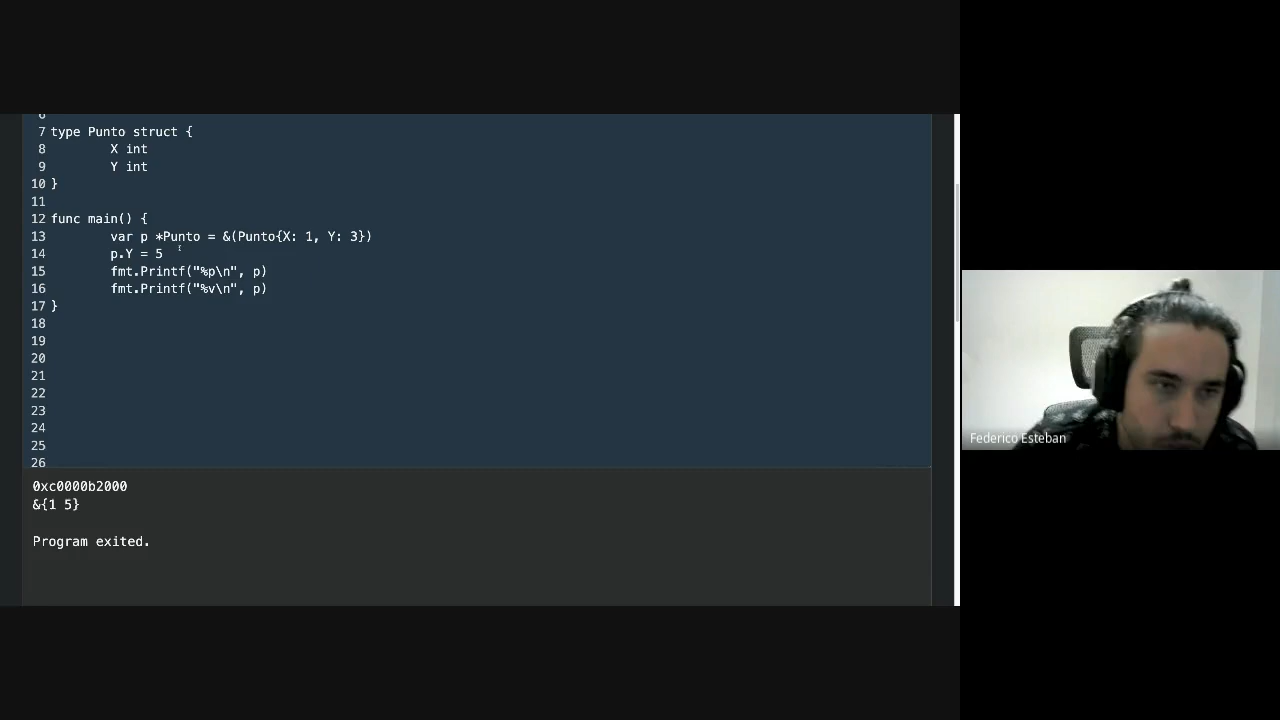 6
7 type Punto struct {
8 X int
9 Y int
10 }
11
12 func main() {
13 var p *Punto = &(Punto{X: 1, Y: 3})
14 p.Y = 5
15 fmt.Printf("%p\n", p)
16 fmt.Printf("%v\n", p)
17 }
18
19
20
21
22
23
24
25
26
0xc0000b2000
&{1 5}
Program exited.
Federico Esteban